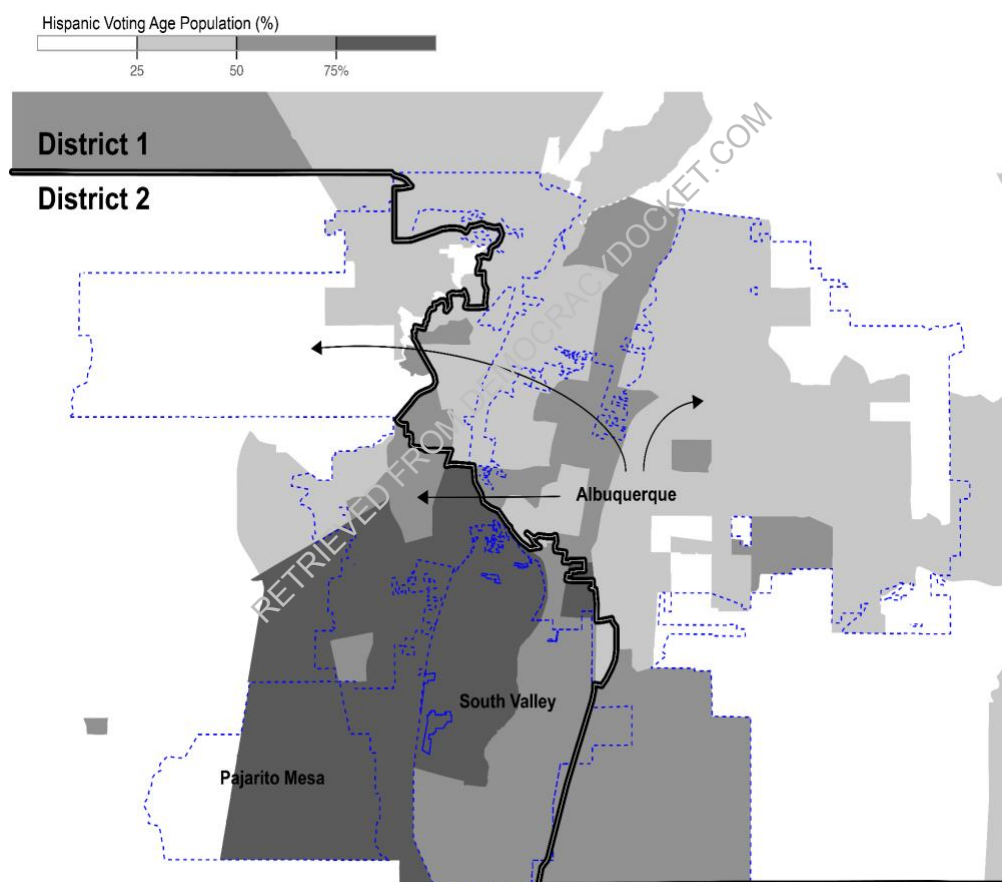 Hispanic Voting Age Population (%)
25 50 75%
District 1
District 2
RETRIEVED FROM DEMOCRACYDOCKET.COM
Albuquerque
South Valley
Pajarito Mesa